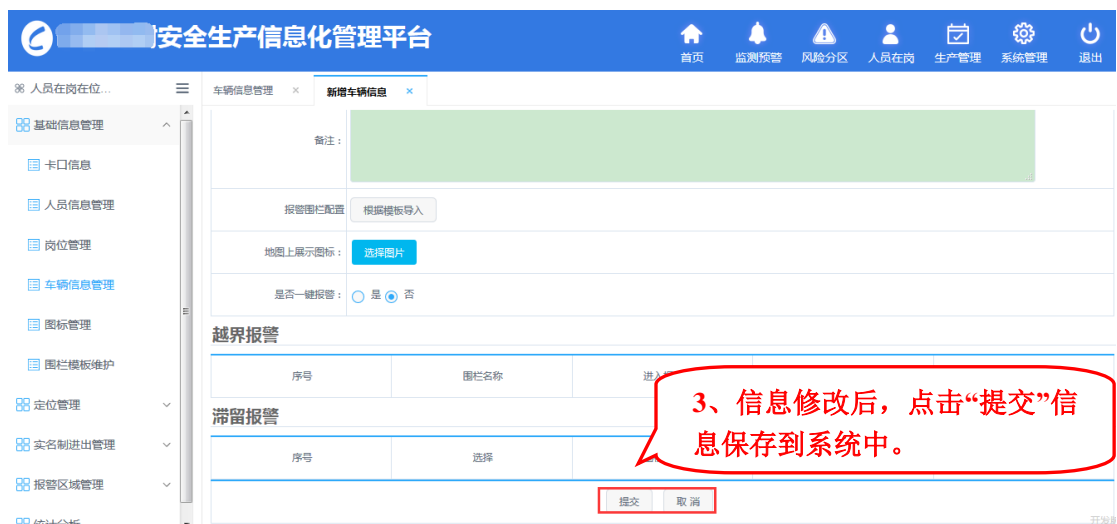 安全生产信息化管理平台
首页 监测预警 风险分区 人员在岗 生产管理 系统管理 退出
人员在岗在位... 车辆信息管理 × 新增车辆信息 ×
基础信息管理
卡口信息
人员信息管理
岗位管理
车辆信息管理
图标管理
围栏模板维护
定位管理
实名制进出管理
报警区域管理
统计分析
备注：
报警围栏配置 根据模板导入
地图上展示图标： 选择图片
是否一键报警： 是 否
越界报警
序号 围栏名称
滞留报警
序号 选择
3、信息修改后，点击“提交”信
息保存到系统中。
提交 取 消